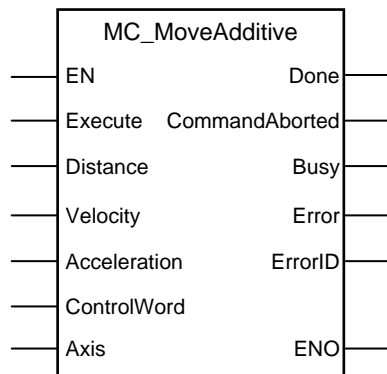 MC_MoveAdditive
EN Done
Execute CommandAborted
Distance Busy
Velocity Error
Acceleration ErrorID
ControlWord
Axis ENO